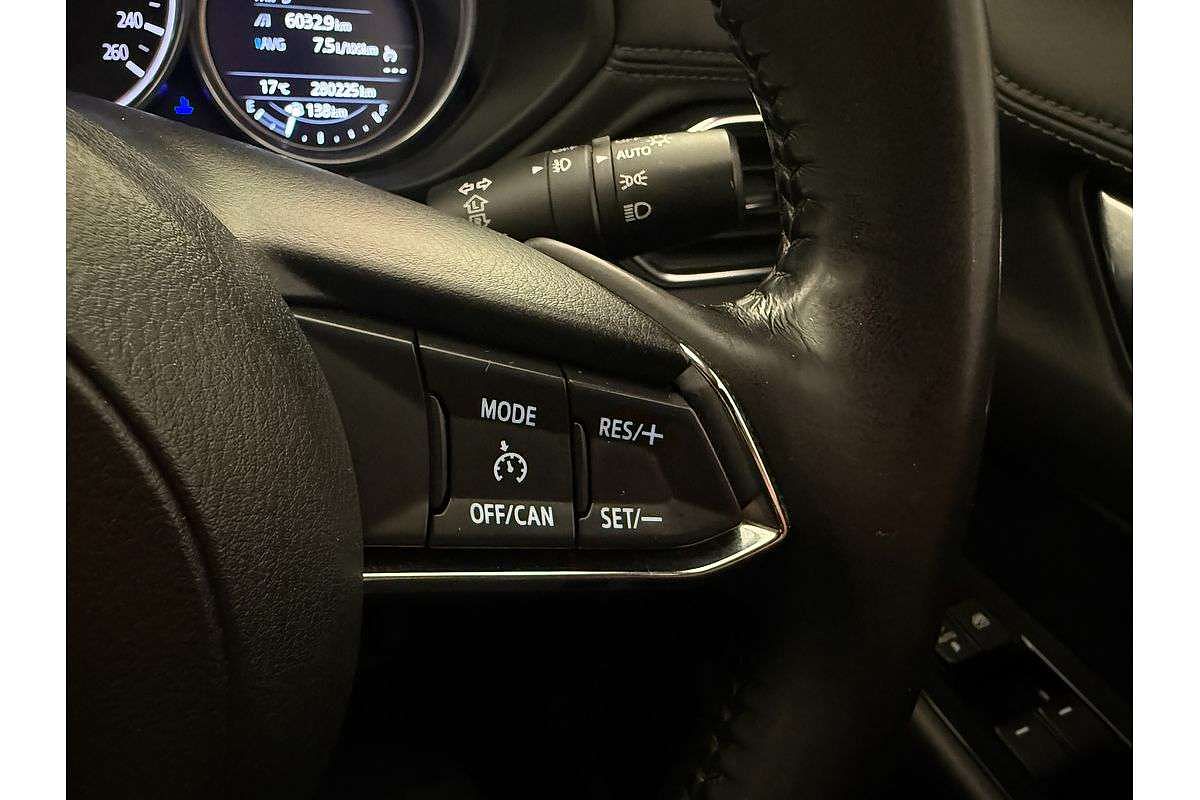 240
260
60329km
AVG
7.5L/100km
---
17℃ 280225km
E 138km F
AUTO
MODE
RES/+
OFF/CAN
SET/−